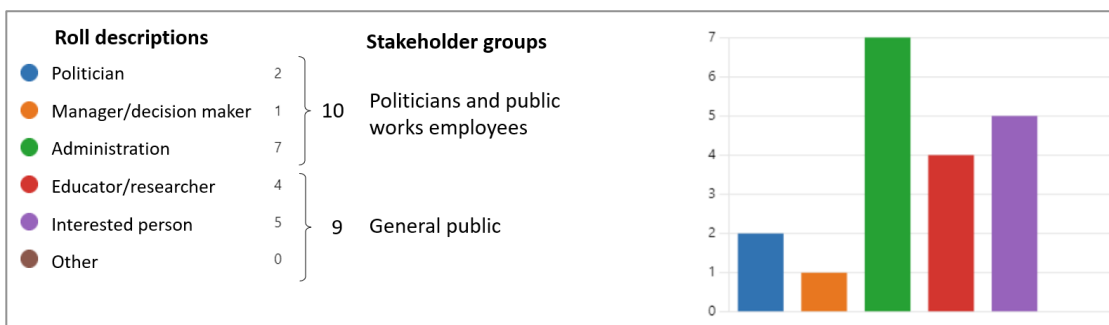 Roll descriptions
Stakeholder groups
Politician 2
Manager/decision maker 1
Administration 7
10 Politicians and public
works employees
Educator/researcher 4
Interested person 5
Other 0
9 General public
7
6
5
4
3
2
1
0